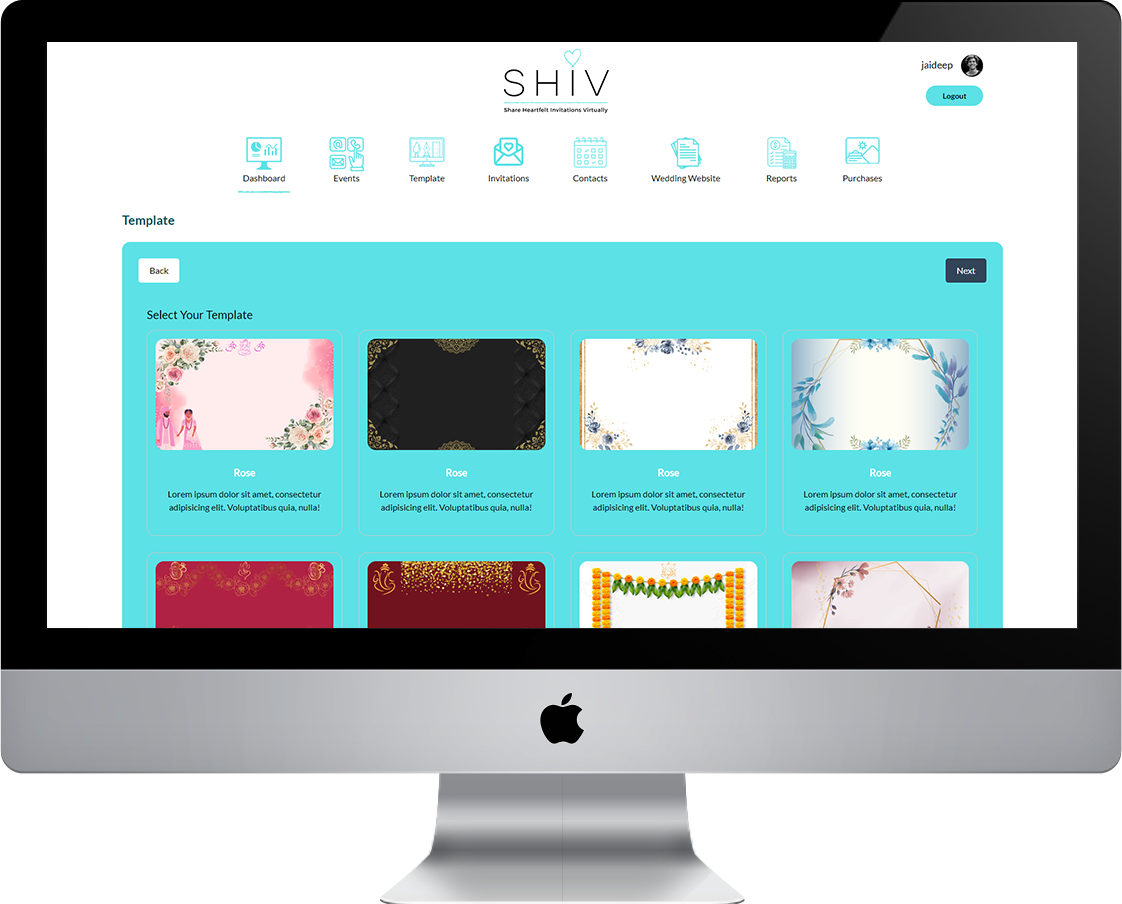 SHIV
Share Heartfelt Invitations Virtually
jaideep
Logout
Dashboard
Events
Template
Invitations
Contacts
Wedding Website
Reports
Purchases
Template
Back
Next
Select Your Template
Rose
Lorem ipsum dolor sit amet, consectetur
adipisicing elit. Voluptatibus quia, nulla!
Rose
Lorem ipsum dolor sit amet, consectetur
adipisicing elit. Voluptatibus quia, nulla!
Rose
Lorem ipsum dolor sit amet, consectetur
adipisicing elit. Voluptatibus quia, nulla!
Rose
Lorem ipsum dolor sit amet, consectetur
adipisicing elit. Voluptatibus quia, nulla!